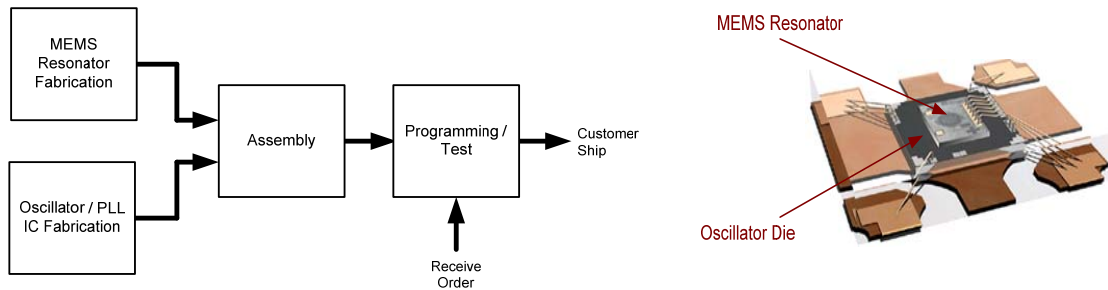 MEMS
Resonator
Fabrication
Oscillator / PLL
IC Fabrication
Assembly
Programming /
Test
Customer
Ship
Receive
Order
MEMS Resonator
Oscillator Die